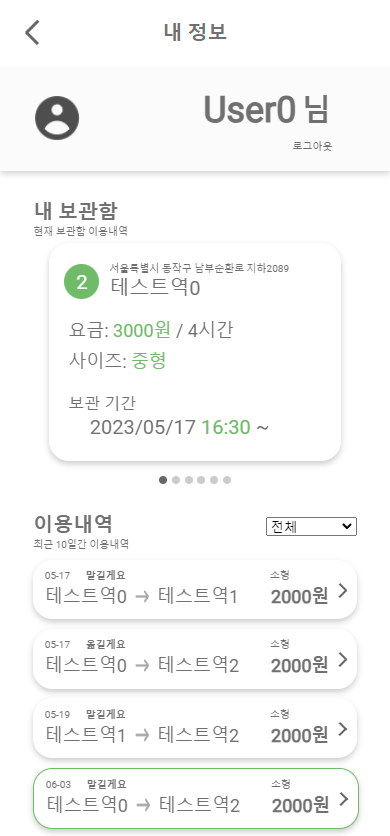 내 정보
User0 님
로그아웃
내 보관함
현재 보관함 이용내역
2
서울특별시 동작구 남부순환로 지하2089
테스트역0
요금: 3000원 / 4시간
사이즈: 중형
보관 기간
2023/05/17 16:30 ~
이용내역
전체
최근 10일간 이용내역
05-17 맡길게요 소형
테스트역0 → 테스트역1 2000원
05-17 옮길게요 소형
테스트역0 → 테스트역2 2000원
05-19 맡길게요 소형
테스트역1 → 테스트역2 2000원
06-03 맡길게요 소형
테스트역0 → 테스트역2 2000원